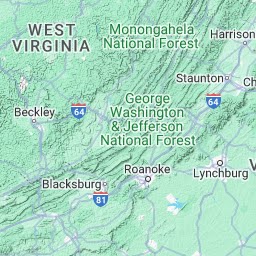 WEST
VIRGINIA
Monongahela
National Forest
Harrison
Staunton
Ch
64
George
Washington
& Jefferson
National Forest
64
Beckley
Roanoke
Lynchburg
V
Blacksburg
81